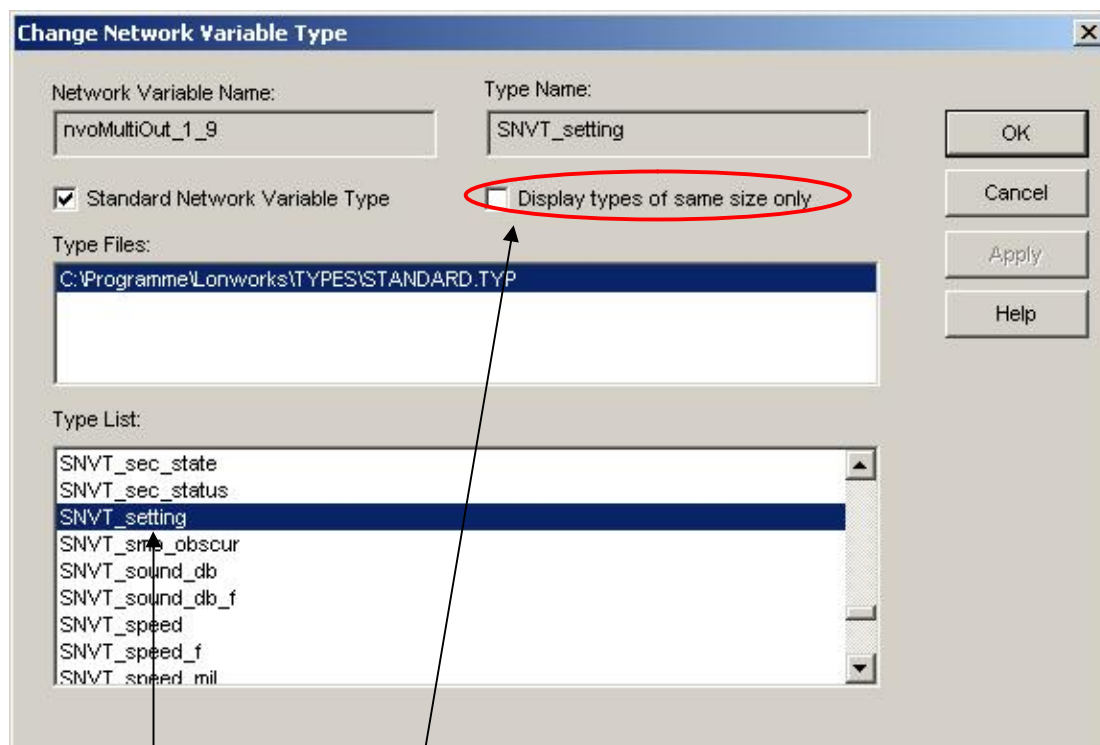 Change Network Variable Type
Network Variable Name:
Type Name:
nvoMultiOut_1_9
SNVT_setting
OK
Standard Network Variable Type
Display types of same size only
Cancel
Type Files:
Apply
C:\Programme\Lonworks\TYPES\STANDARD.TYP
Help
Type List:
SNVT_sec_state
SNVT_sec_status
SNVT_setting
SNVT_smo_obscur
SNVT_sound_db
SNVT_sound_db_f
SNVT_speed
SNVT_speed_f
SNVT_speed_mil